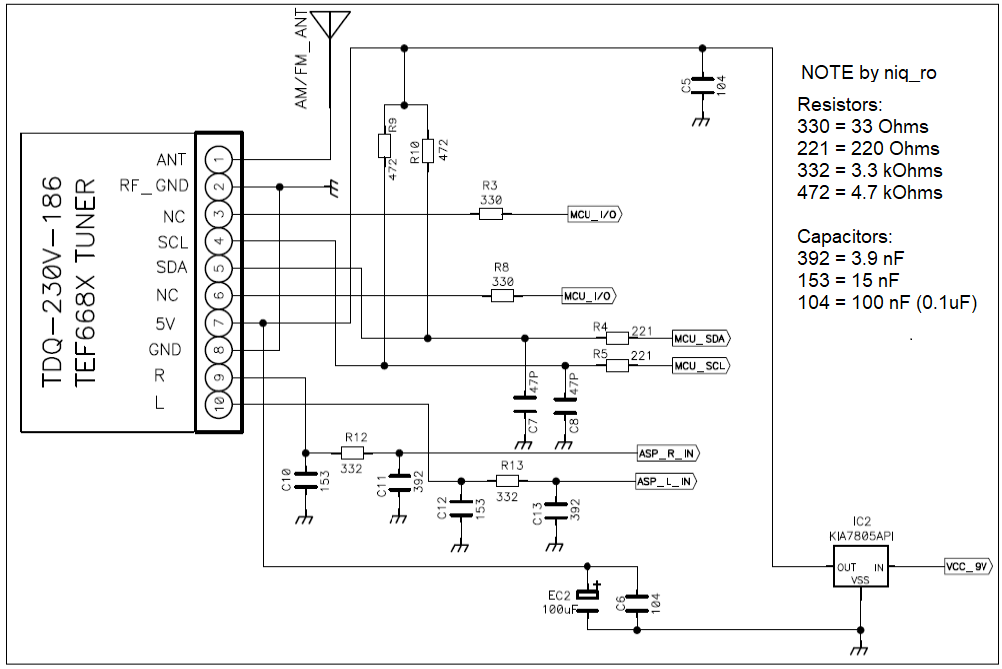 AM/FM_ANT
TDQ-230V-186
TEF668X TUNER
ANT
1
RF_GND
2
NC
3
SCL
4
SDA
5
NC
6
5V
7
GND
8
R
9
L
10
R9
472
R10
472
C5
104
R3
330
MCU_I/O
R8
330
MCU_I/O
R4
221
MCU_SDA
R5
221
MCU_SCL
47P
C7
47P
C8
R12
332
C10
153
C11
392
ASP_R_IN
R13
332
C12
153
C13
392
ASP_L_IN
EC2
100uF
+
C6
104
IC2
KIA7805API
OUT IN
VSS
VCC_9V
NOTE by niq_ro
Resistors:
330 = 33 Ohms
221 = 220 Ohms
332 = 3.3 kOhms
472 = 4.7 kOhms
Capacitors:
392 = 3.9 nF
153 = 15 nF
104 = 100 nF (0.1uF)
.